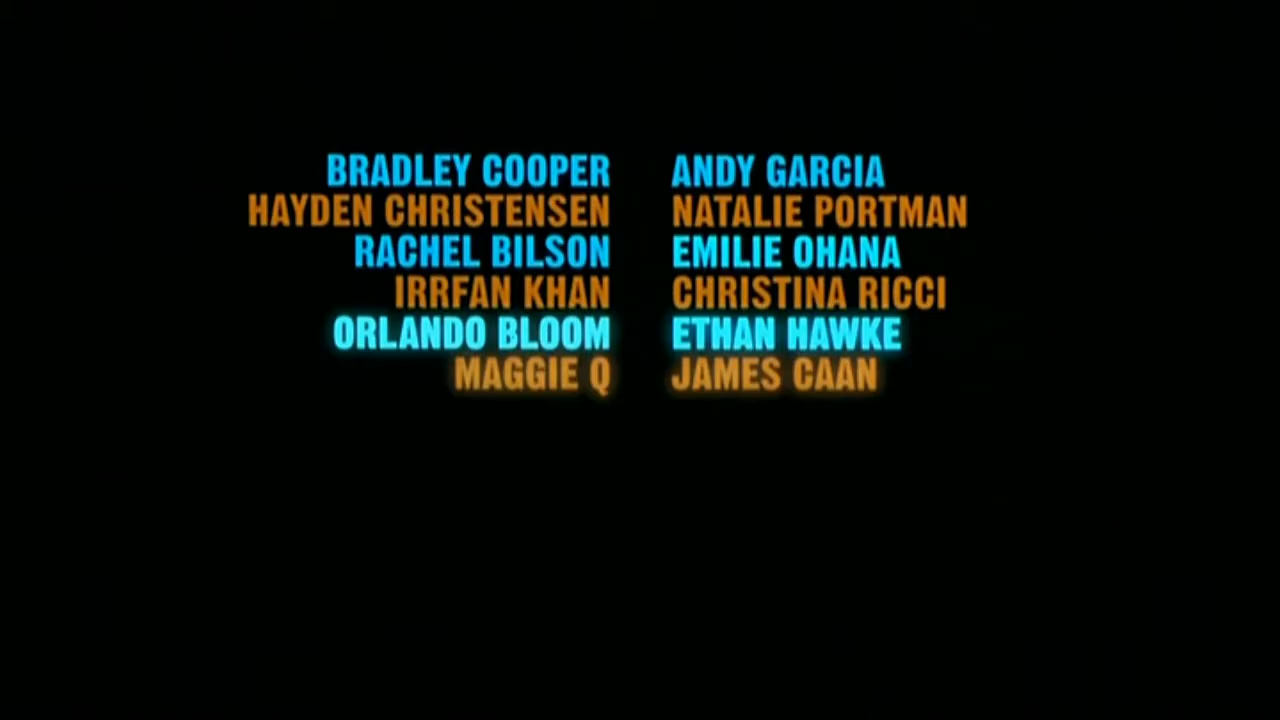 BRADLEY COOPER ANDY GARCIA
HAYDEN CHRISTENSEN NATALIE PORTMAN
RACHEL BILSON EMILIE OHANA
IRRFAN KHAN CHRISTINA RICCI
ORLANDO BLOOM ETHAN HAWKE
MAGGIE Q JAMES CAAN